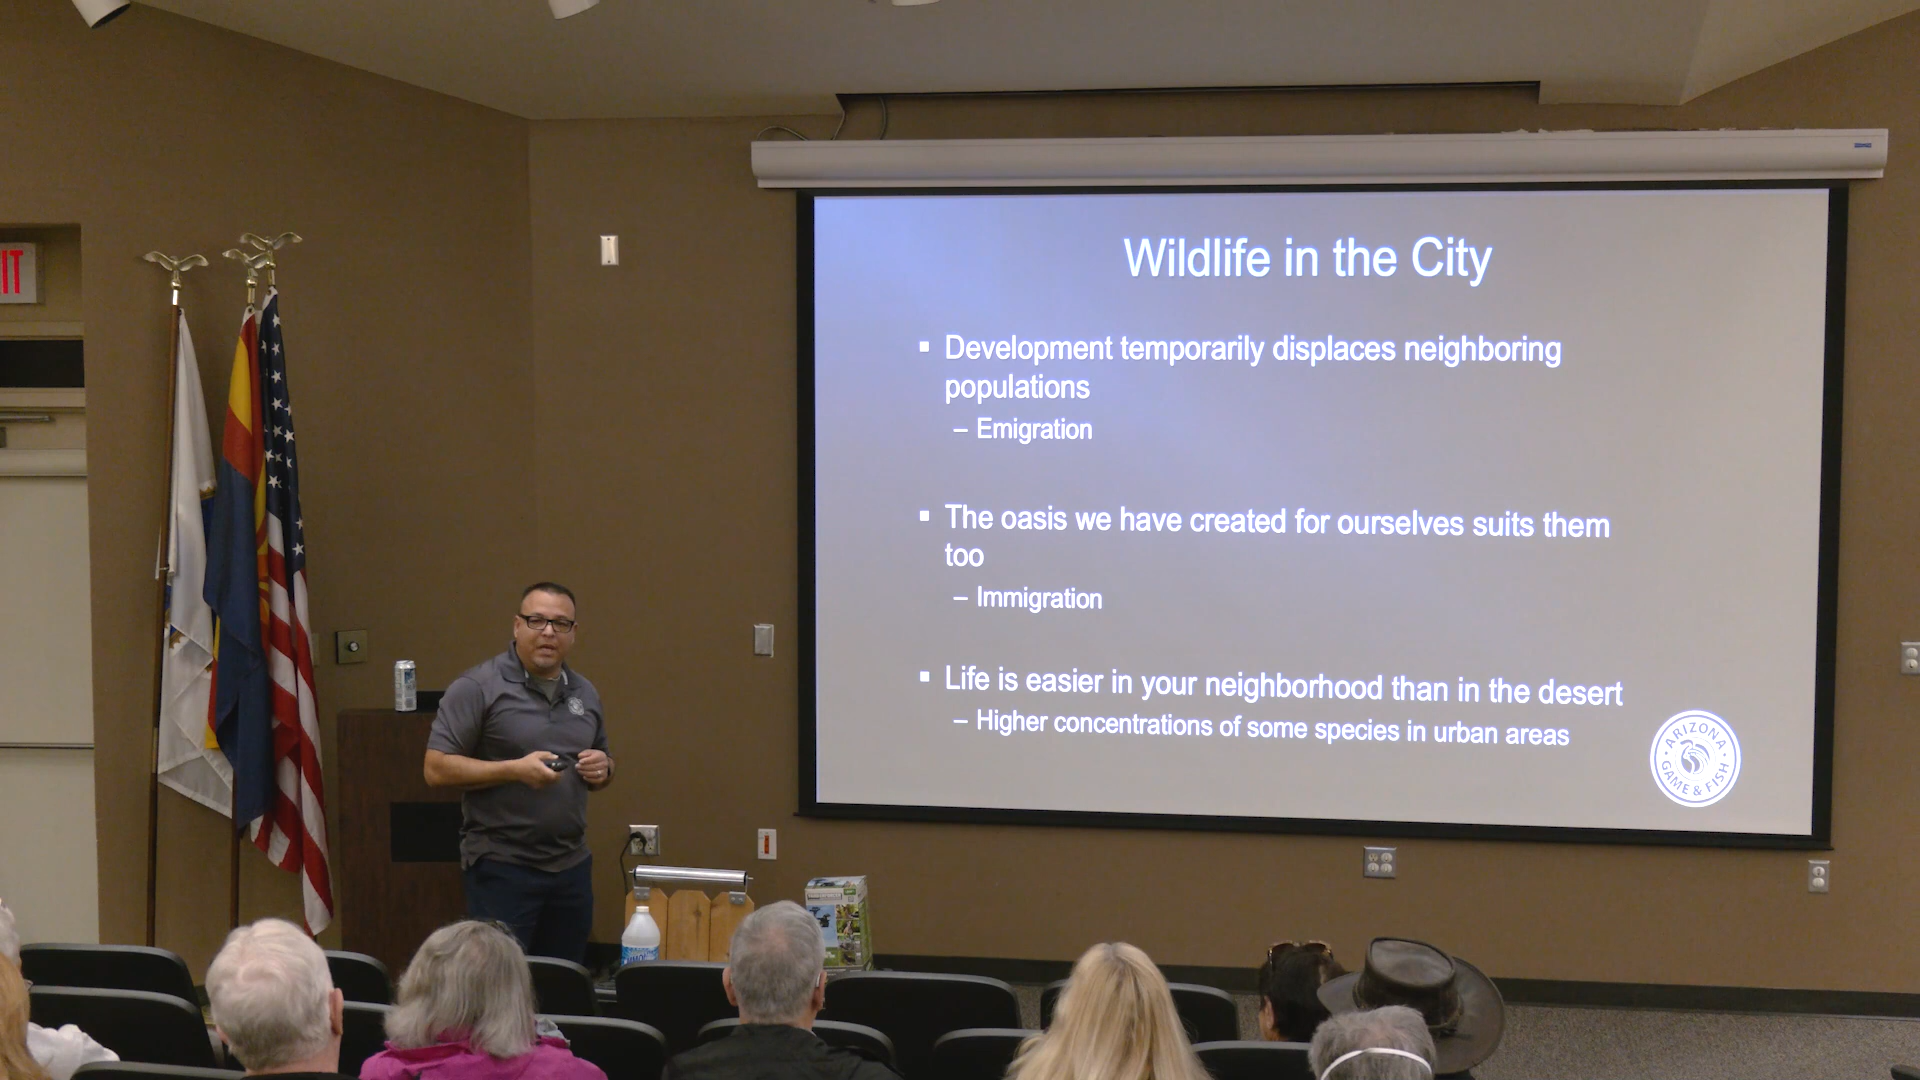 IT
Wildlife in the City
▪ Development temporarily displaces neighboring
populations
– Emigration
▪ The oasis we have created for ourselves suits them
too
– Immigration
▪ Life is easier in your neighborhood than in the desert
– Higher concentrations of some species in urban areas
ARIZONA
GAME & FISH